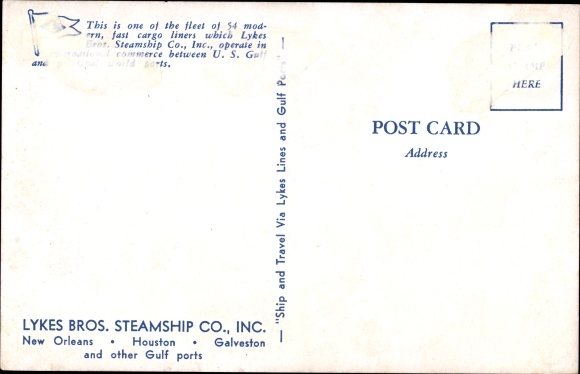 This is one of the fleet of 54 mod-
ern, fast cargo liners which Lykes
Bros. Steamship Co., Inc., operate in
commerce between U. S. Gulf
and world ports.
HERE
POST CARD
Address
"Ship and Travel Via Lykes Lines and Gulf Ports"
LYKES BROS. STEAMSHIP CO., INC.
New Orleans • Houston • Galveston
and other Gulf ports